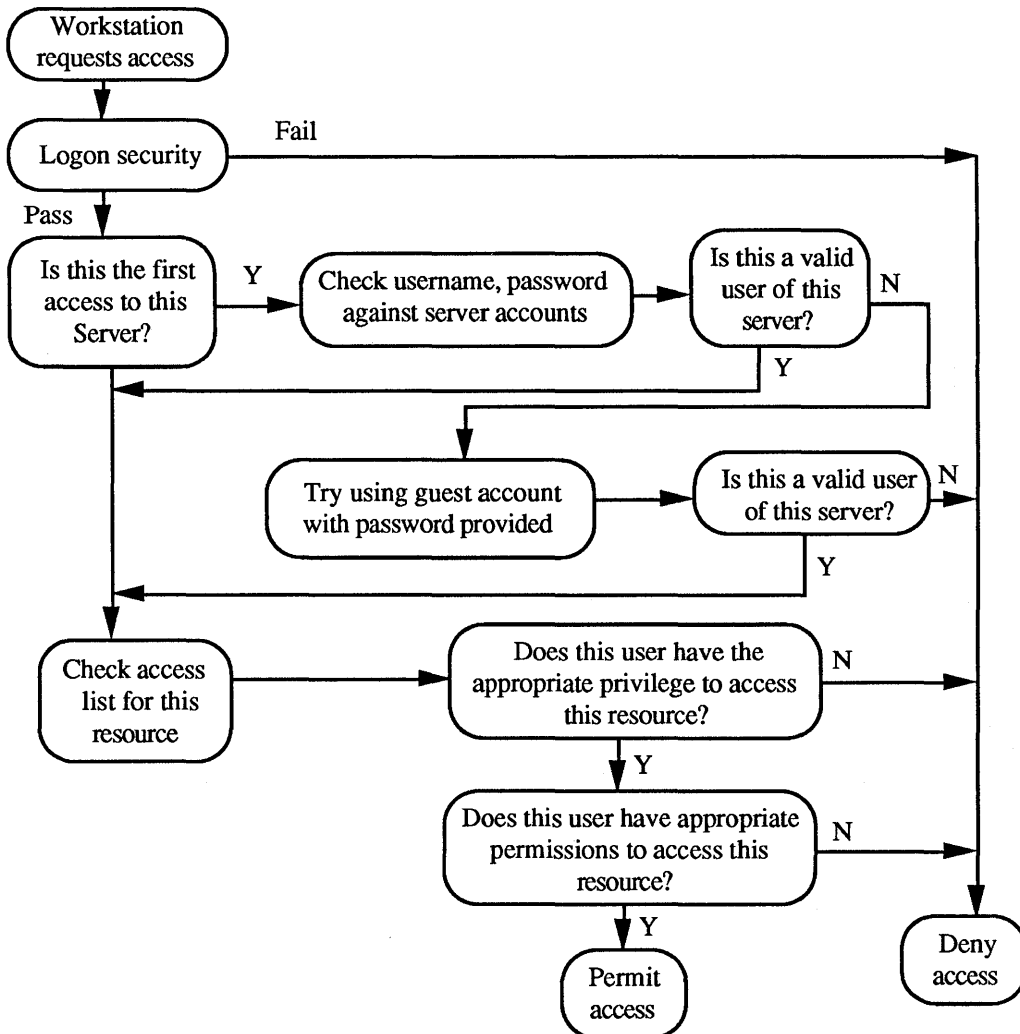 Workstation
requests access
Fail
Logon security
Pass
Is this the first
access to this
Server?
Y
Check username, password
against server accounts
Is this a valid
user of this
server?
N
Y
Try using guest account
with password provided
Is this a valid user
of this server?
N
Y
Check access
list for this
resource
Does this user have the
appropriate privilege to access
this resource?
N
Y
Does this user have appropriate
permissions to access this
resource?
N
Y
Permit
access
Deny
access